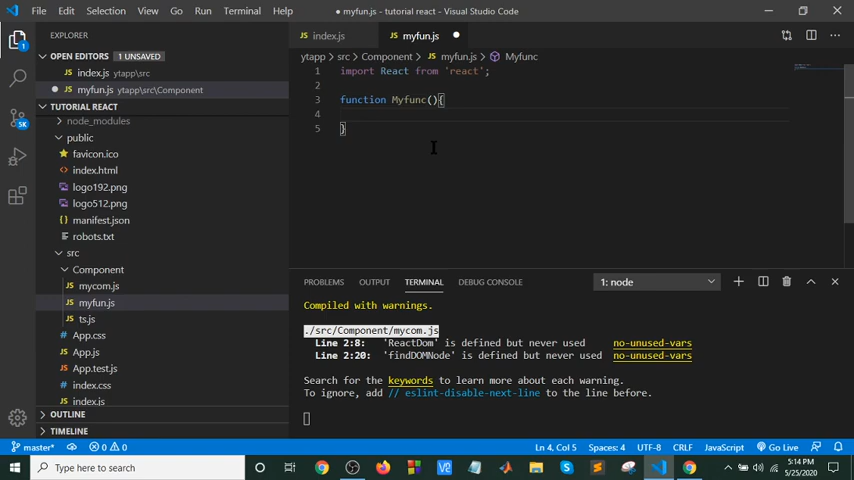 File Edit Selection View Go Run Terminal Help
● myfun.js - tutorial react - Visual Studio Code
EXPLORER
OPEN EDITORS 1 UNSAVED
JS index.js ytapp\src
JS myfun.js ytapp\src\Component
TUTORIAL REACT
node_modules
public
favicon.ico
index.html
logo192.png
logo512.png
manifest.json
robots.txt
src
Component
JS mycom.js
JS myfun.js
JS ts.js
App.css
JS App.js
JS App.test.js
# index.css
JS index.js
OUTLINE
TIMELINE
JS index.js
JS myfun.js ●
ytapp > src > Component > JS myfun.js > Myfunc
1 import React from 'react';
2
3 function Myfunc(){
4
5 }
PROBLEMS OUTPUT TERMINAL DEBUG CONSOLE
1: node
Compiled with warnings.
./src/Component/mycom.js
Line 2:8: 'ReactDom' is defined but never used no-unused-vars
Line 2:20: 'findDOMNode' is defined but never used no-unused-vars
Search for the keywords to learn more about each warning.
To ignore, add // eslint-disable-next-line to the line before.
master* 0 0
Ln 4, Col 5 Spaces: 4 UTF-8 CRLF JavaScript Go Live
Type here to search
5:14 PM
5/25/2020